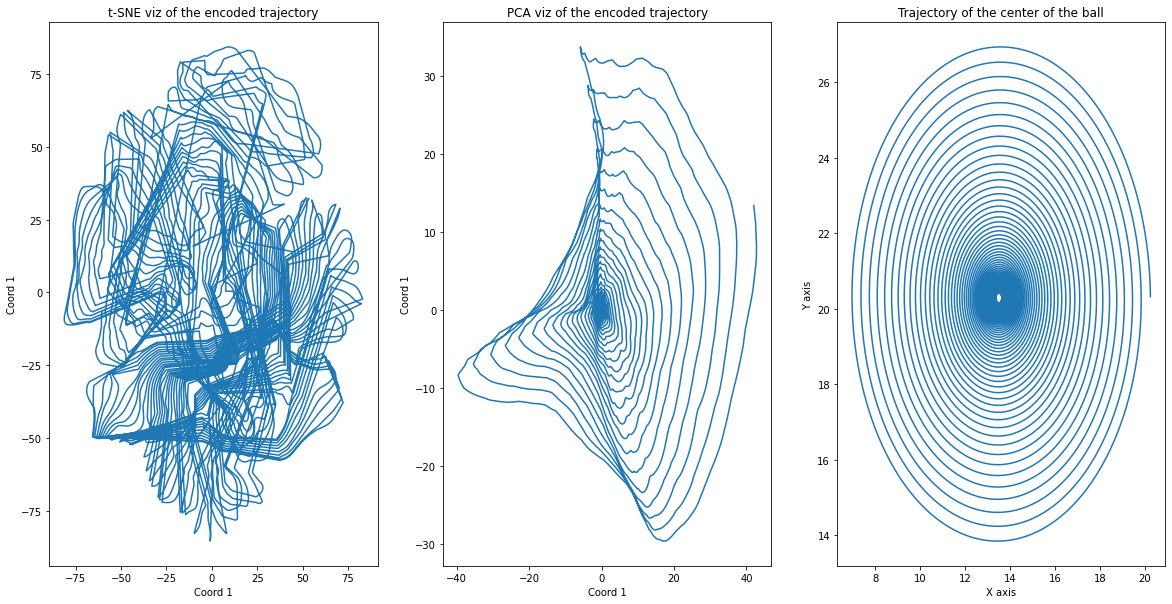 t-SNE viz of the encoded trajectory
75
50
25
0
−25
−50
−75
Coord 1
−75 −50 −25 0 25 50 75
Coord 1
PCA viz of the encoded trajectory
30
20
10
0
−10
−20
−30
Coord 1
−40 −20 0 20 40
Coord 1
Trajectory of the center of the ball
26
24
22
20
18
16
14
Y axis
8 10 12 14 16 18 20
X axis